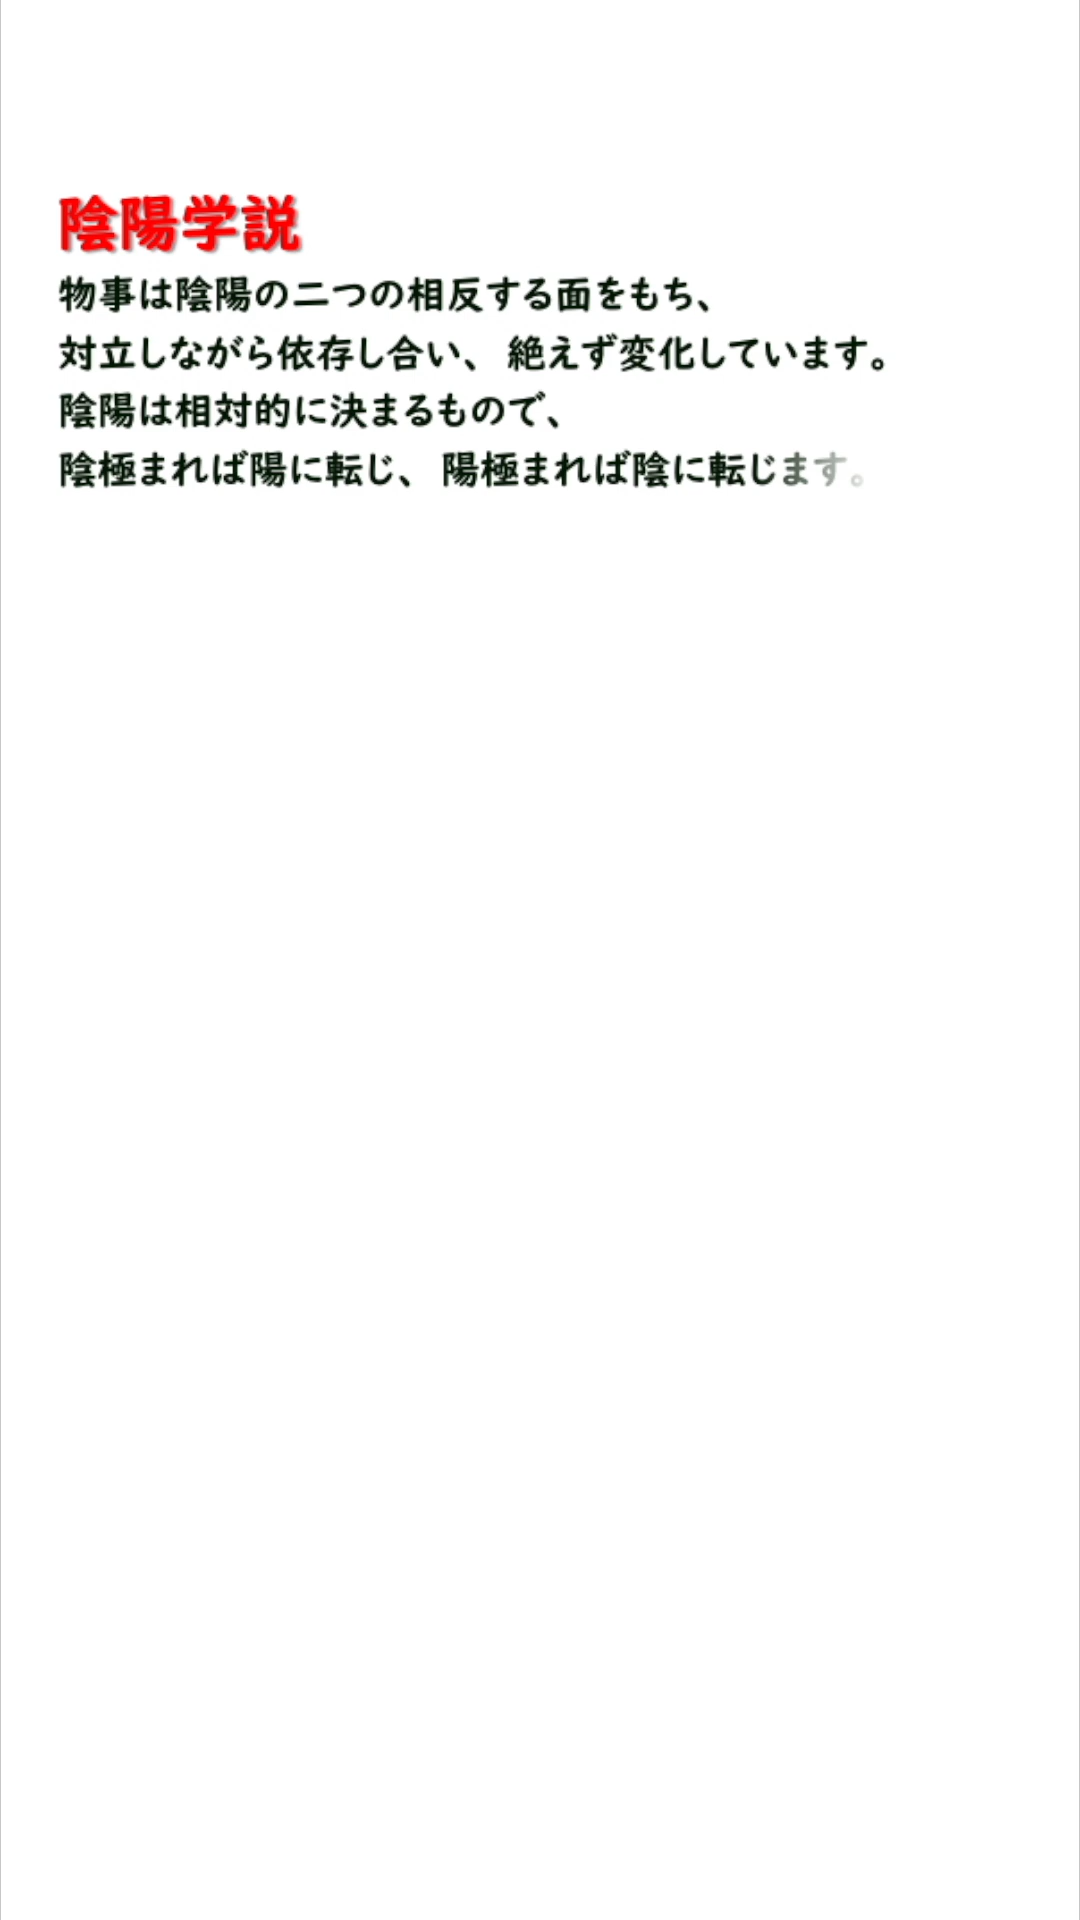 陰陽学説
物事は陰陽の二つの相反する面をもち、
対立しながら依存し合い、絶えず変化しています。
陰陽は相対的に決まるもので、
陰極まれば陽に転じ、陽極まれば陰に転じます。